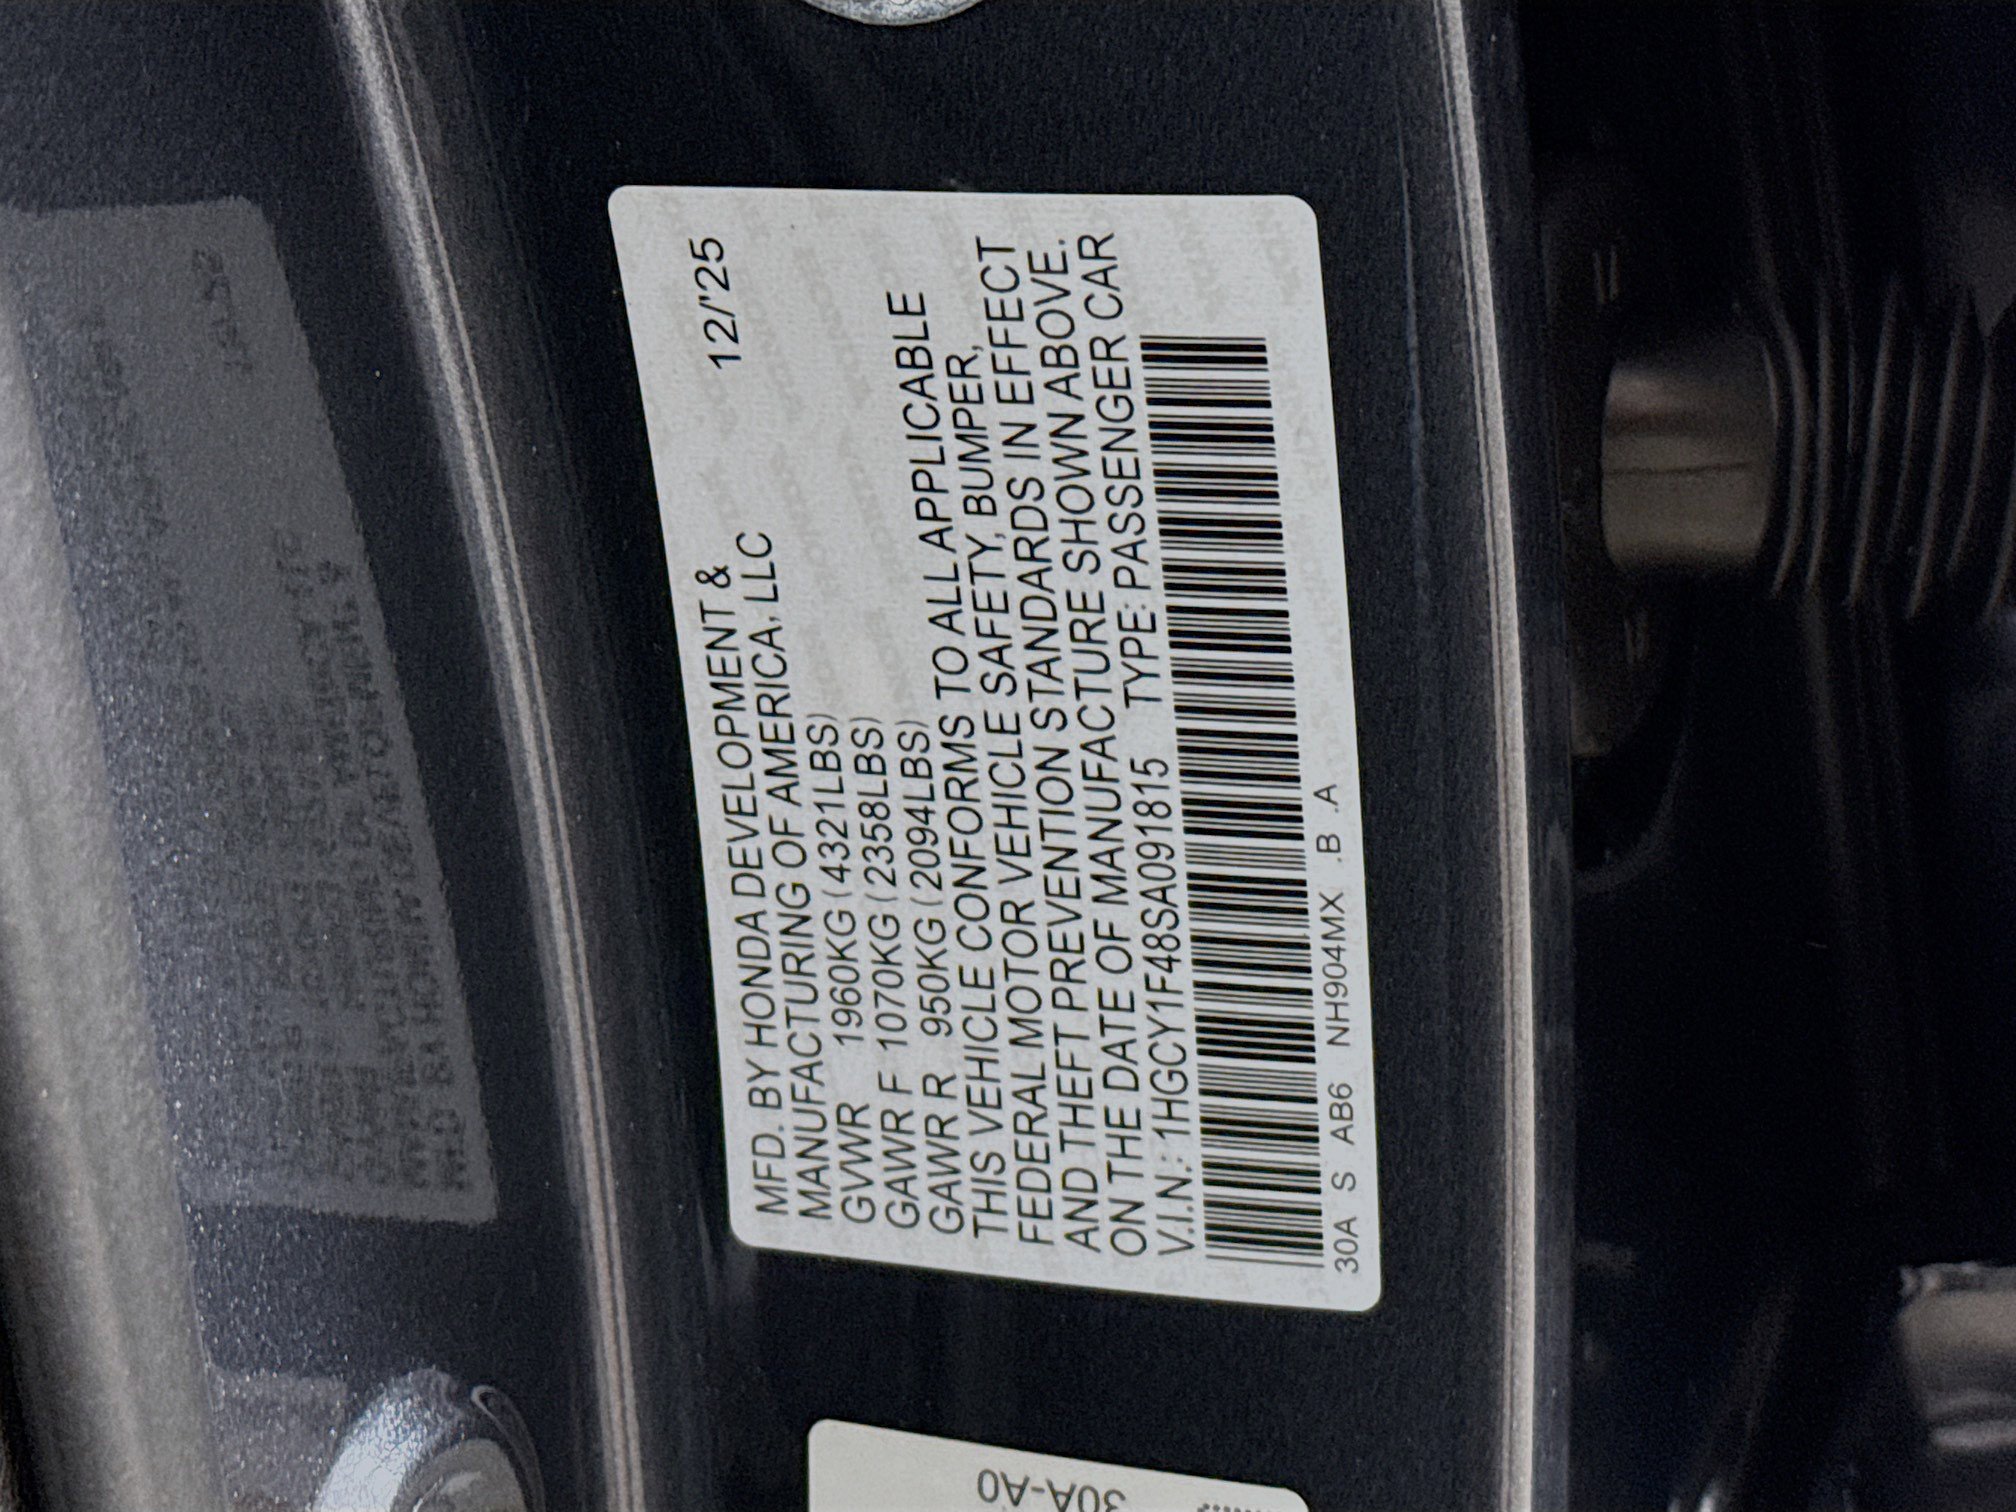 MFD. BY HONDA DEVELOPMENT &
MANUFACTURING OF AMERICA, LLC 12/'25
GVWR 1960KG (4321LBS)
GAWR F 1070KG (2358LBS)
GAWR R 950KG (2094LBS)
THIS VEHICLE CONFORMS TO ALL APPLICABLE
FEDERAL MOTOR VEHICLE SAFETY, BUMPER,
AND THEFT PREVENTION STANDARDS IN EFFECT
ON THE DATE OF MANUFACTURE SHOWN ABOVE.
V.I.N.: 1HGCY1F48SA091815 TYPE: PASSENGER CAR
30A S AB6 NH904MX .B .A
30A-A0